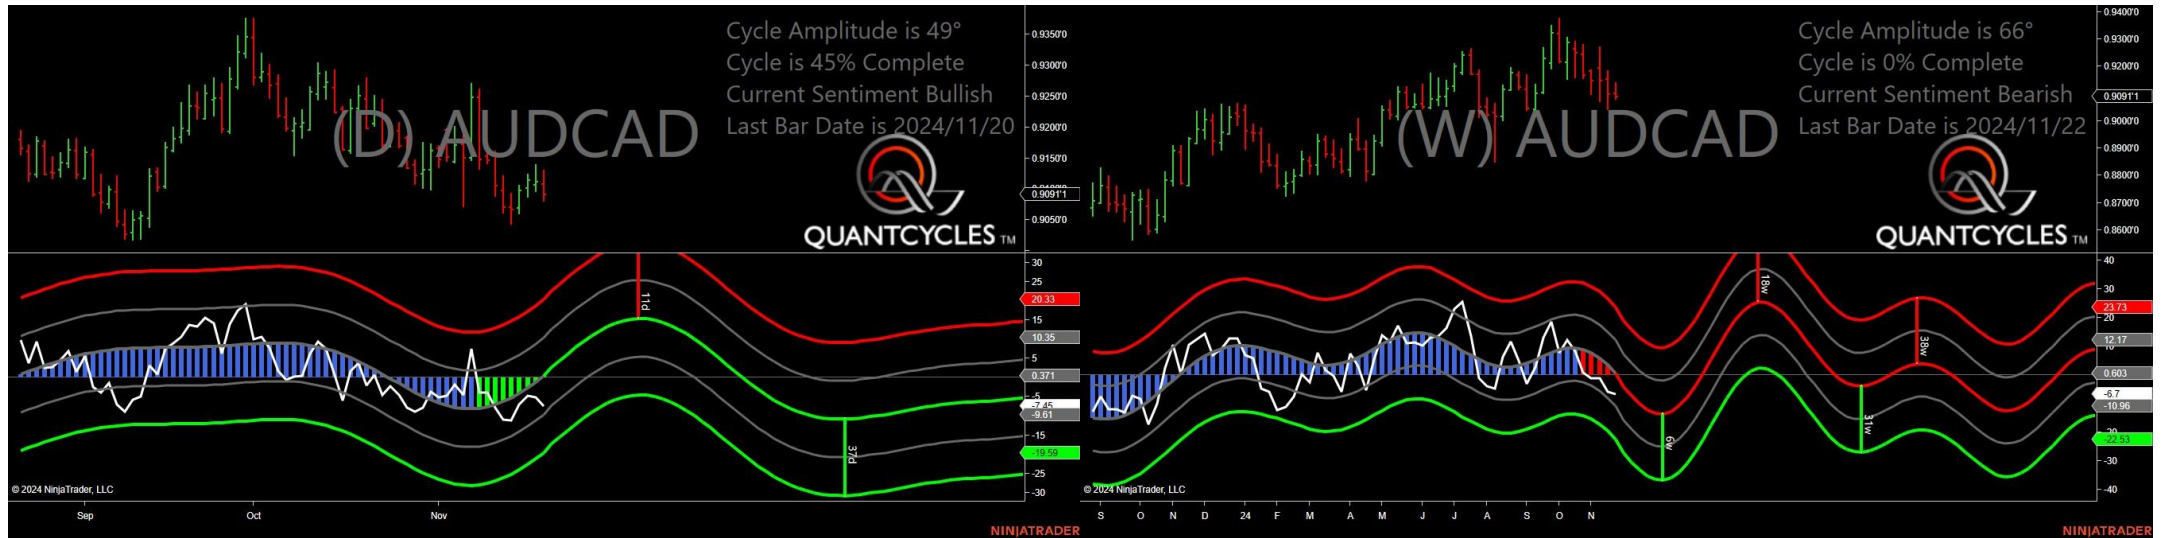 Cycle Amplitude is 49°
Cycle is 45% Complete
Current Sentiment Bullish
Last Bar Date is 2024/11/20
(D) AUDCAD
QUANTCYCLES TM
0.9350'0
0.9300'0
0.9250'0
0.9200'0
0.9150'0
0.9091'1
0.9050'0
30
25
20.33
15
10.35
5
0.371
-5
-7.45
-9.61
-15
-19.59
-25
-30
11d
37d
© 2024 NinjaTrader, LLC
Sep
Oct
Nov
NINJATRADER
Cycle Amplitude is 66°
Cycle is 0% Complete
Current Sentiment Bearish
Last Bar Date is 2024/11/22
(W) AUDCAD
QUANTCYCLES TM
0.9400'0
0.9300'0
0.9200'0
0.9091'1
0.9000'0
0.8900'0
0.8800'0
0.8700'0
0.8600'0
40
30
23.73
20
12.17
0.603
-6.7
-10.96
-22.53
-30
-40
18w
38w
6w
31w
© 2024 NinjaTrader, LLC
S O N D 24 F M A M J J A S O N
NINJATRADER